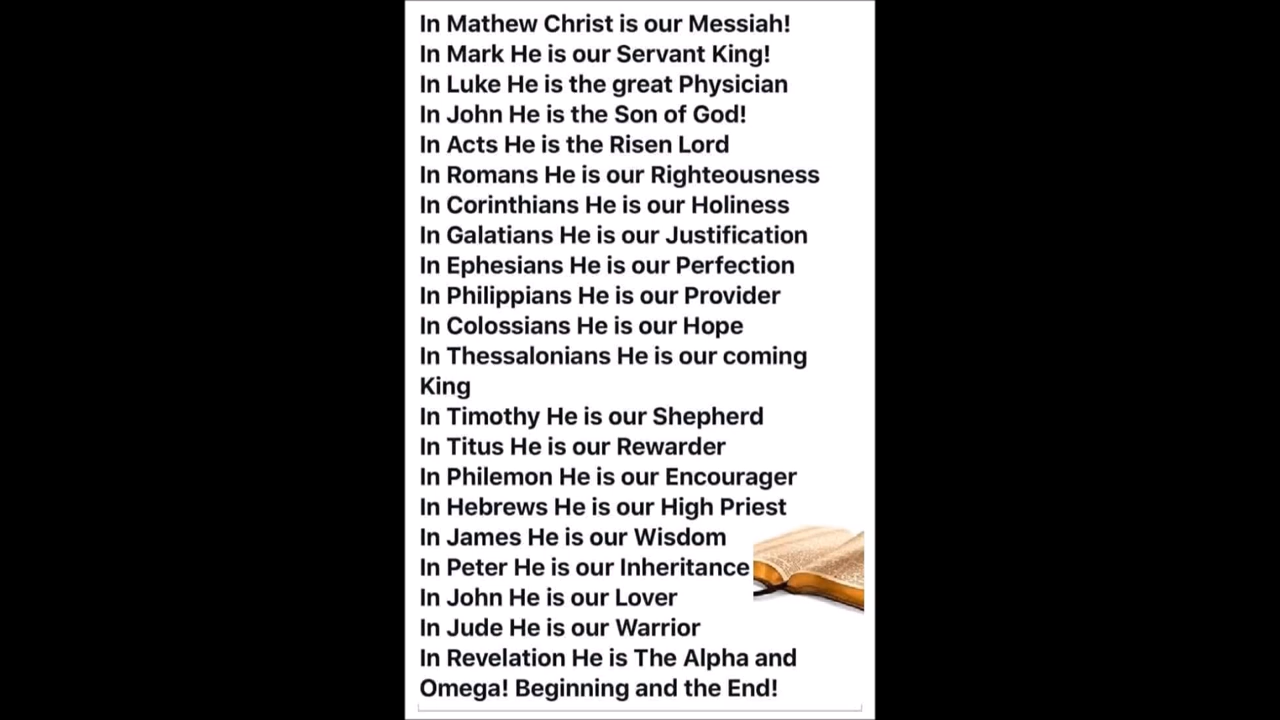 In Mathew Christ is our Messiah!
In Mark He is our Servant King!
In Luke He is the great Physician
In John He is the Son of God!
In Acts He is the Risen Lord
In Romans He is our Righteousness
In Corinthians He is our Holiness
In Galatians He is our Justification
In Ephesians He is our Perfection
In Philippians He is our Provider
In Colossians He is our Hope
In Thessalonians He is our coming
King
In Timothy He is our Shepherd
In Titus He is our Rewarder
In Philemon He is our Encourager
In Hebrews He is our High Priest
In James He is our Wisdom
In Peter He is our Inheritance
In John He is our Lover
In Jude He is our Warrior
In Revelation He is The Alpha and
Omega! Beginning and the End!